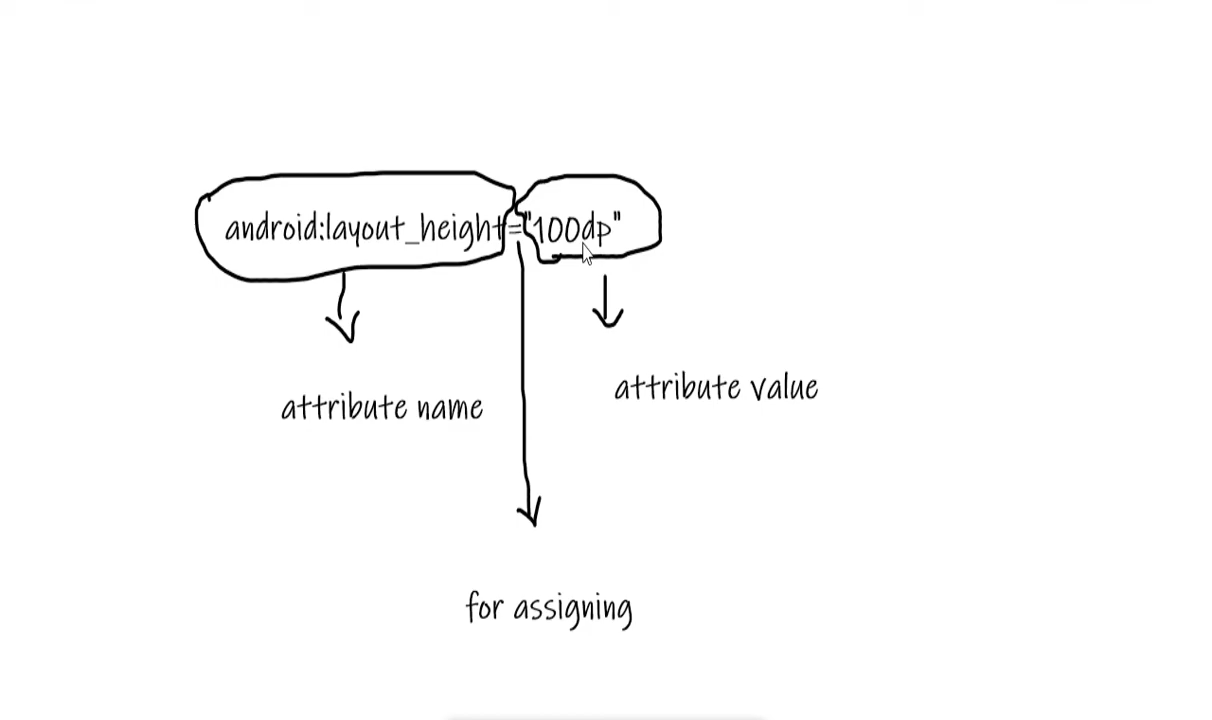 android:layout_height="100dp"
attribute name
attribute value
for assigning